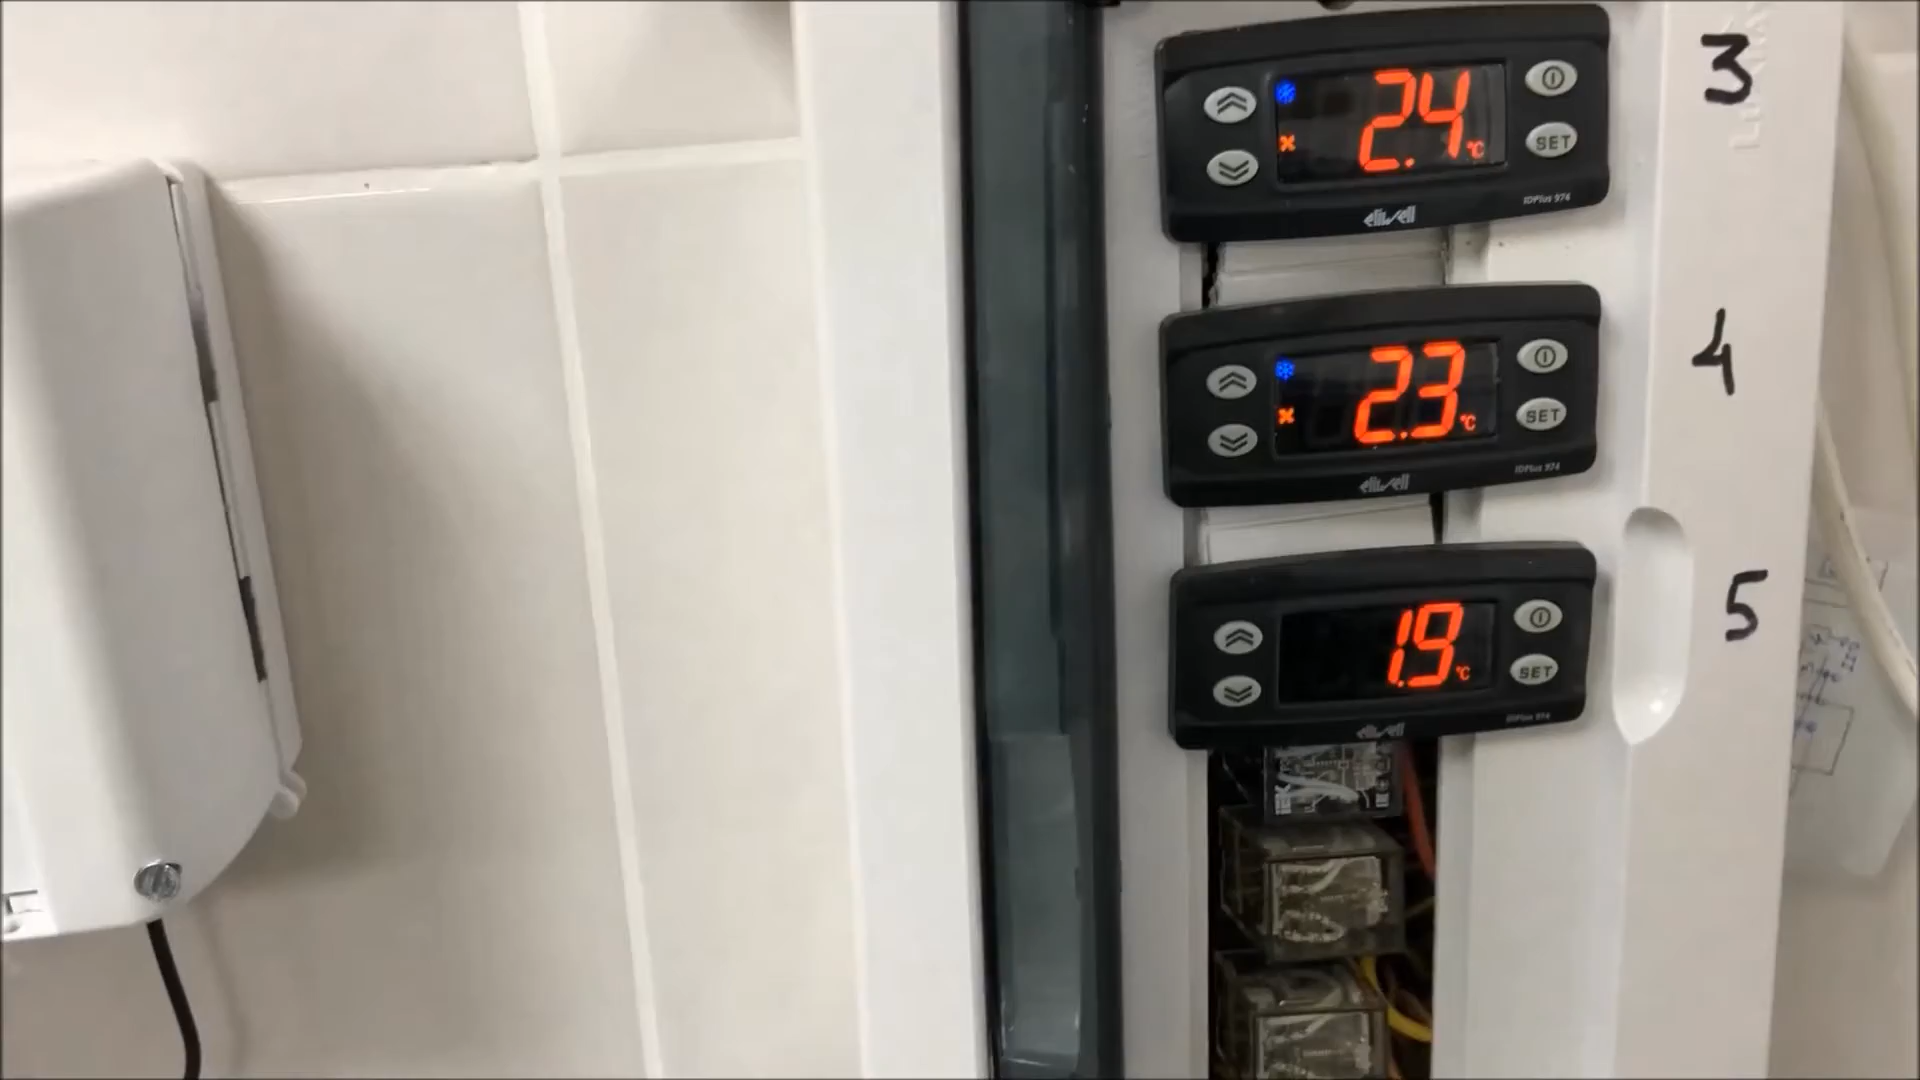 3
2.4 °C
SET
IDPlus 974
eliwell
4
2.3 °C
SET
IDPlus 974
eliwell
5
1.9 °C
SET
IDPlus 974
eliwell